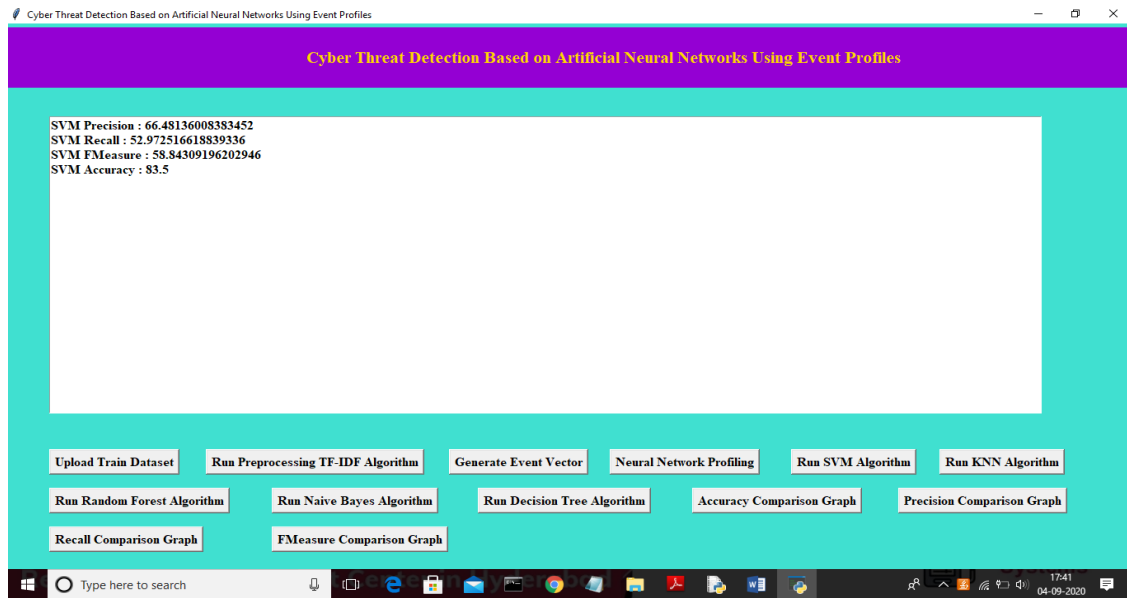 Cyber Threat Detection Based on Artificial Neural Networks Using Event Profiles
Cyber Threat Detection Based on Artificial Neural Networks Using Event Profiles
SVM Precision : 66.48136008383452
SVM Recall : 52.972516618839336
SVM FMeasure : 58.84309196202946
SVM Accuracy : 83.5
Upload Train Dataset Run Preprocessing TF-IDF Algorithm Generate Event Vector Neural Network Profiling Run SVM Algorithm Run KNN Algorithm
Run Random Forest Algorithm Run Naive Bayes Algorithm Run Decision Tree Algorithm Accuracy Comparison Graph Precision Comparison Graph
Recall Comparison Graph FMeasure Comparison Graph
Type here to search
17:41
04-09-2020